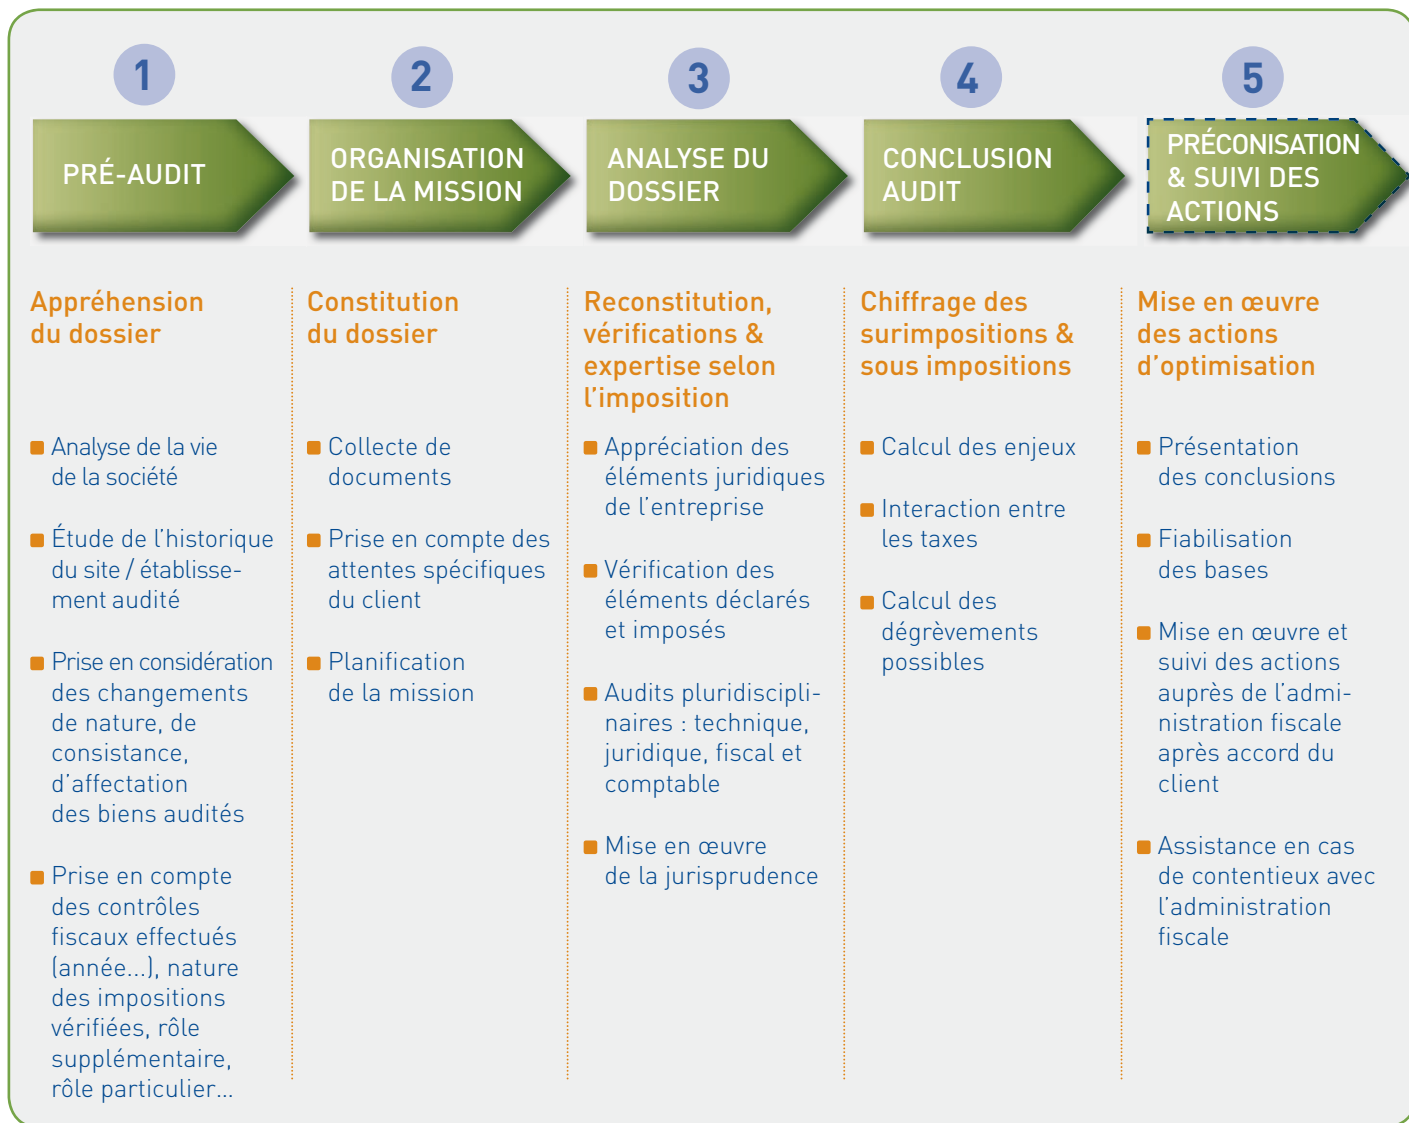 1
PRÉ-AUDIT
Appréhension
du dossier
Analyse de la vie
de la société
Étude de l’historique
du site / établisse-
ment audité
Prise en considération
des changements
de nature, de
consistance,
d’affectation
des biens audités
Prise en compte
des contrôles
fiscaux effectués
(année...), nature
des impositions
vérifiées, rôle
supplémentaire,
rôle particulier...
2
ORGANISATION
DE LA MISSION
Constitution
du dossier
Collecte de
documents
Prise en compte des
attentes spécifiques
du client
Planification
de la mission
3
ANALYSE DU
DOSSIER
Reconstitution,
vérifications &
expertise selon
l’imposition
Appréciation des
éléments juridiques
de l’entreprise
Vérification des
éléments déclarés
et imposés
Audits pluridiscipli-
naires : technique,
juridique, fiscal et
comptable
Mise en œuvre
de la jurisprudence
4
CONCLUSION
AUDIT
Chiffrage des
surimpositions &
sous impositions
Calcul des enjeux
Interaction entre
les taxes
Calcul des
dégrèvements
possibles
5
PRÉCONISATION
& SUIVI DES
ACTIONS
Mise en œuvre
des actions
d’optimisation
Présentation
des conclusions
Fiabilisation
des bases
Mise en œuvre et
suivi des actions
auprès de l’admi-
nistration fiscale
après accord du
client
Assistance en cas
de contentieux avec
l’administration
fiscale